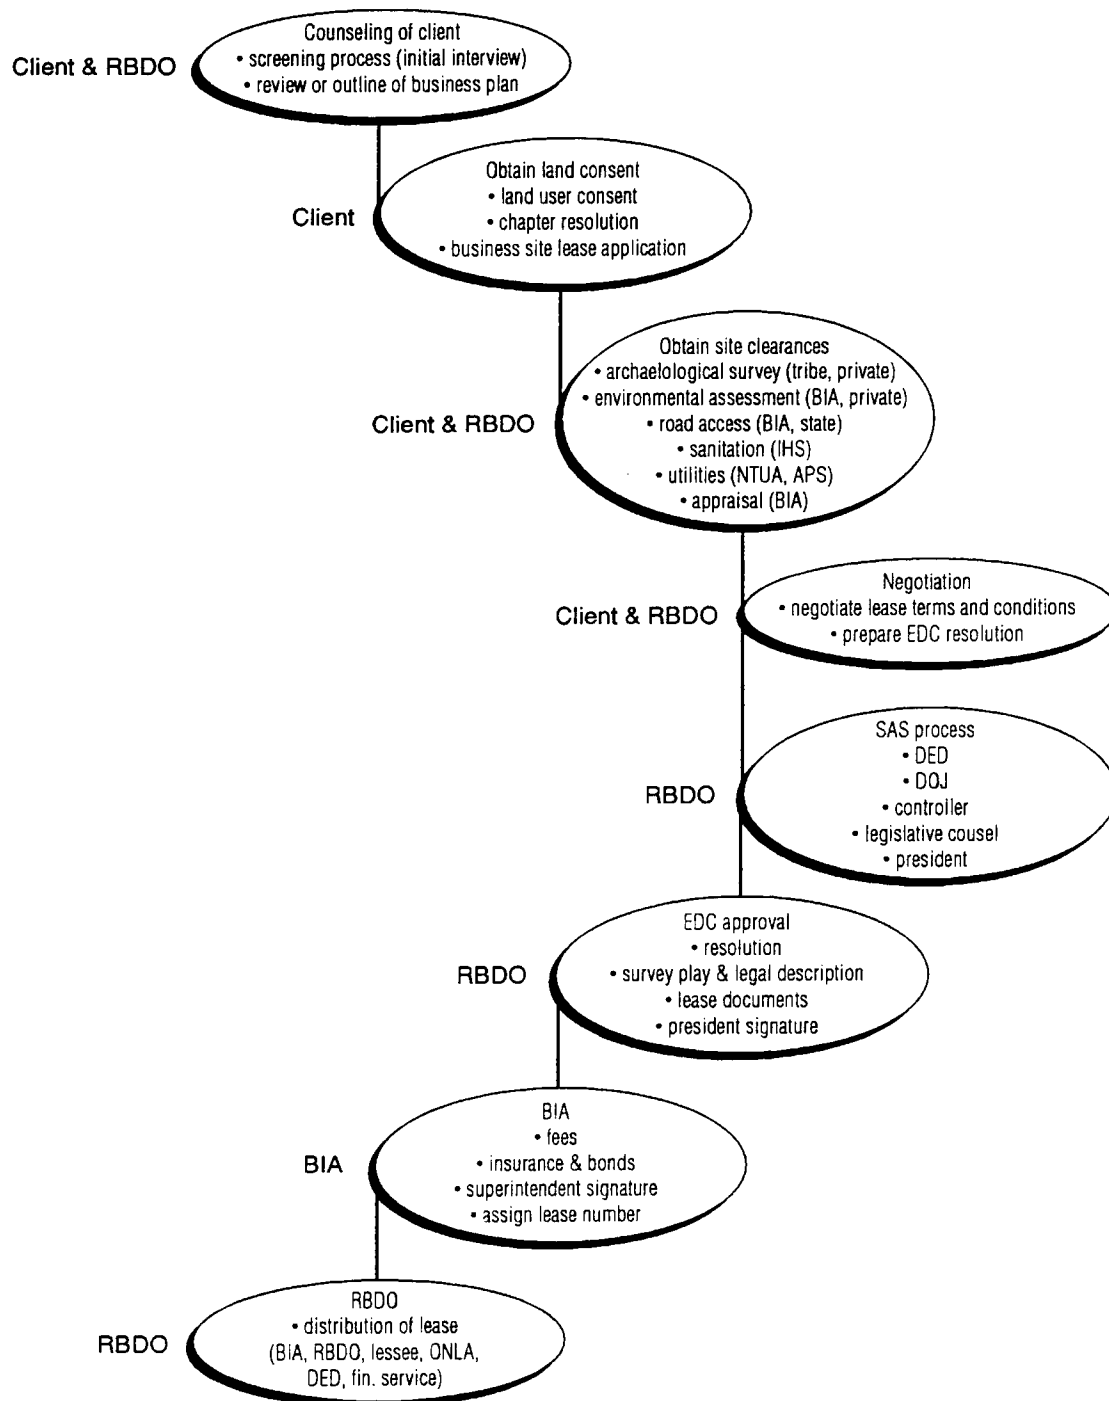 Counseling of client
• screening process (initial interview)
• review or outline of business plan
Client & RBDO
Obtain land consent
• land user consent
• chapter resolution
• business site lease application
Client
Obtain site clearances
• archaetological survey (tribe, private)
• environmental assessment (BIA, private)
• road access (BIA, state)
• sanitation (IHS)
• utilities (NTUA, APS)
• appraisal (BIA)
Client & RBDO
Negotiation
• negotiate lease terms and conditions
• prepare EDC resolution
Client & RBDO
SAS process
• DED
• DOJ
• controller
• legislative cousel
• president
RBDO
EDC approval
• resolution
• survey play & legal description
• lease documents
• president signature
RBDO
BIA
• fees
• insurance & bonds
• superintendent signature
• assign lease number
BIA
RBDO
• distribution of lease
(BIA, RBDO, lessee, ONLA,
DED, fin. service)
RBDO